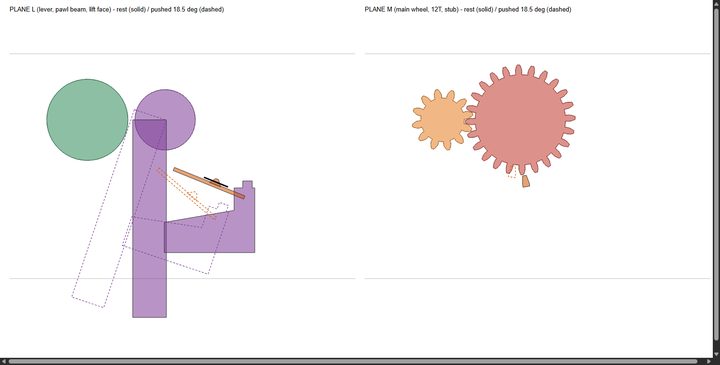 PLANE L (lever, pawl beam, lift face) - rest (solid) / pushed 18.5 deg (dashed)
PLANE M (main wheel, 12T, stub) - rest (solid) / pushed 18.5 deg (dashed)